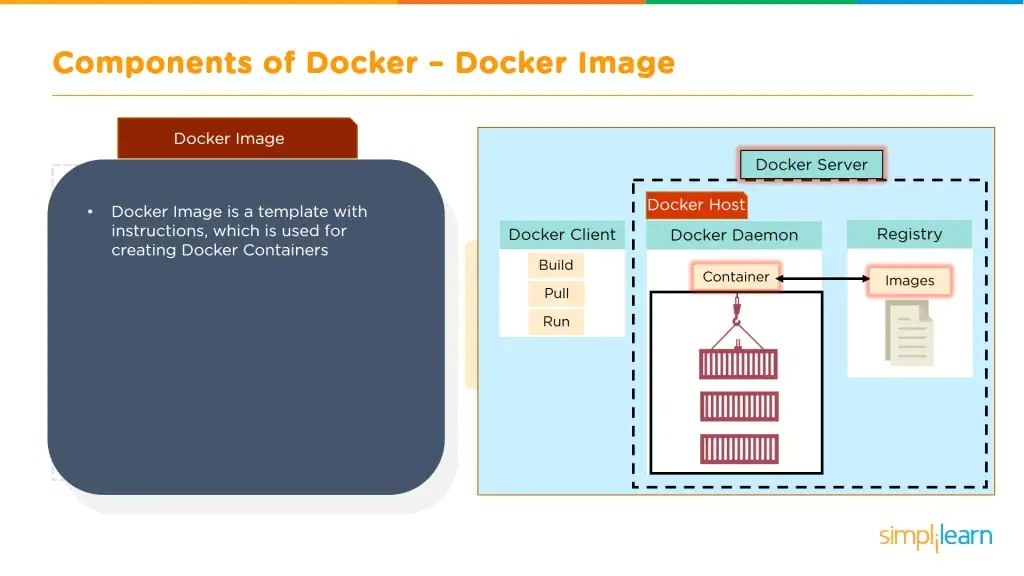 Components of Docker – Docker Image
Docker Image
• Docker Image is a template with
instructions, which is used for
creating Docker Containers
Docker Server
Docker Host
Docker Client
Build
Pull
Run
Docker Daemon
Container
Registry
Images
simplilearn